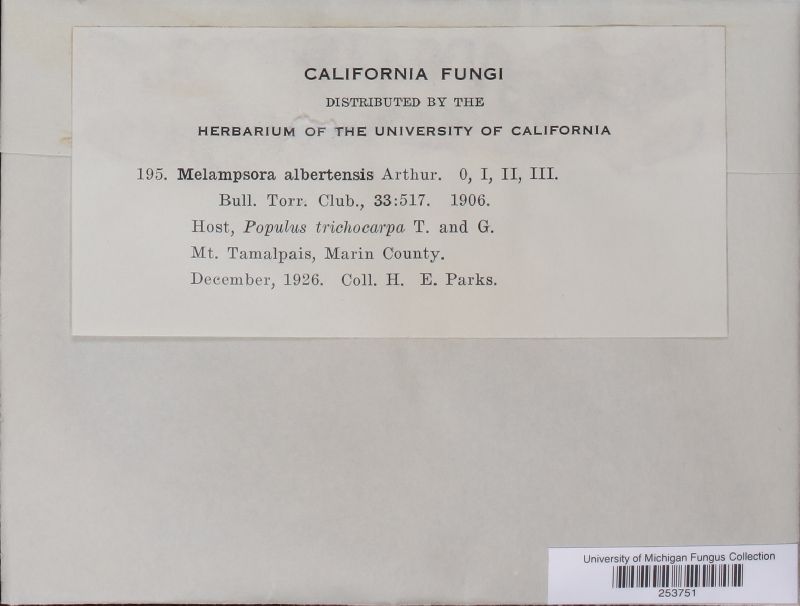 CALIFORNIA FUNGI
DISTRIBUTED BY THE
HERBARIUM OF THE UNIVERSITY OF CALIFORNIA
195. Melampsora albertensis Arthur. 0, I, II, III.
Bull. Torr. Club., 33:517. 1906.
Host, Populus trichocarpa T. and G.
Mt. Tamalpais, Marin County.
December, 1926. Coll. H. E. Parks.
University of Michigan Fungus Collection
253751